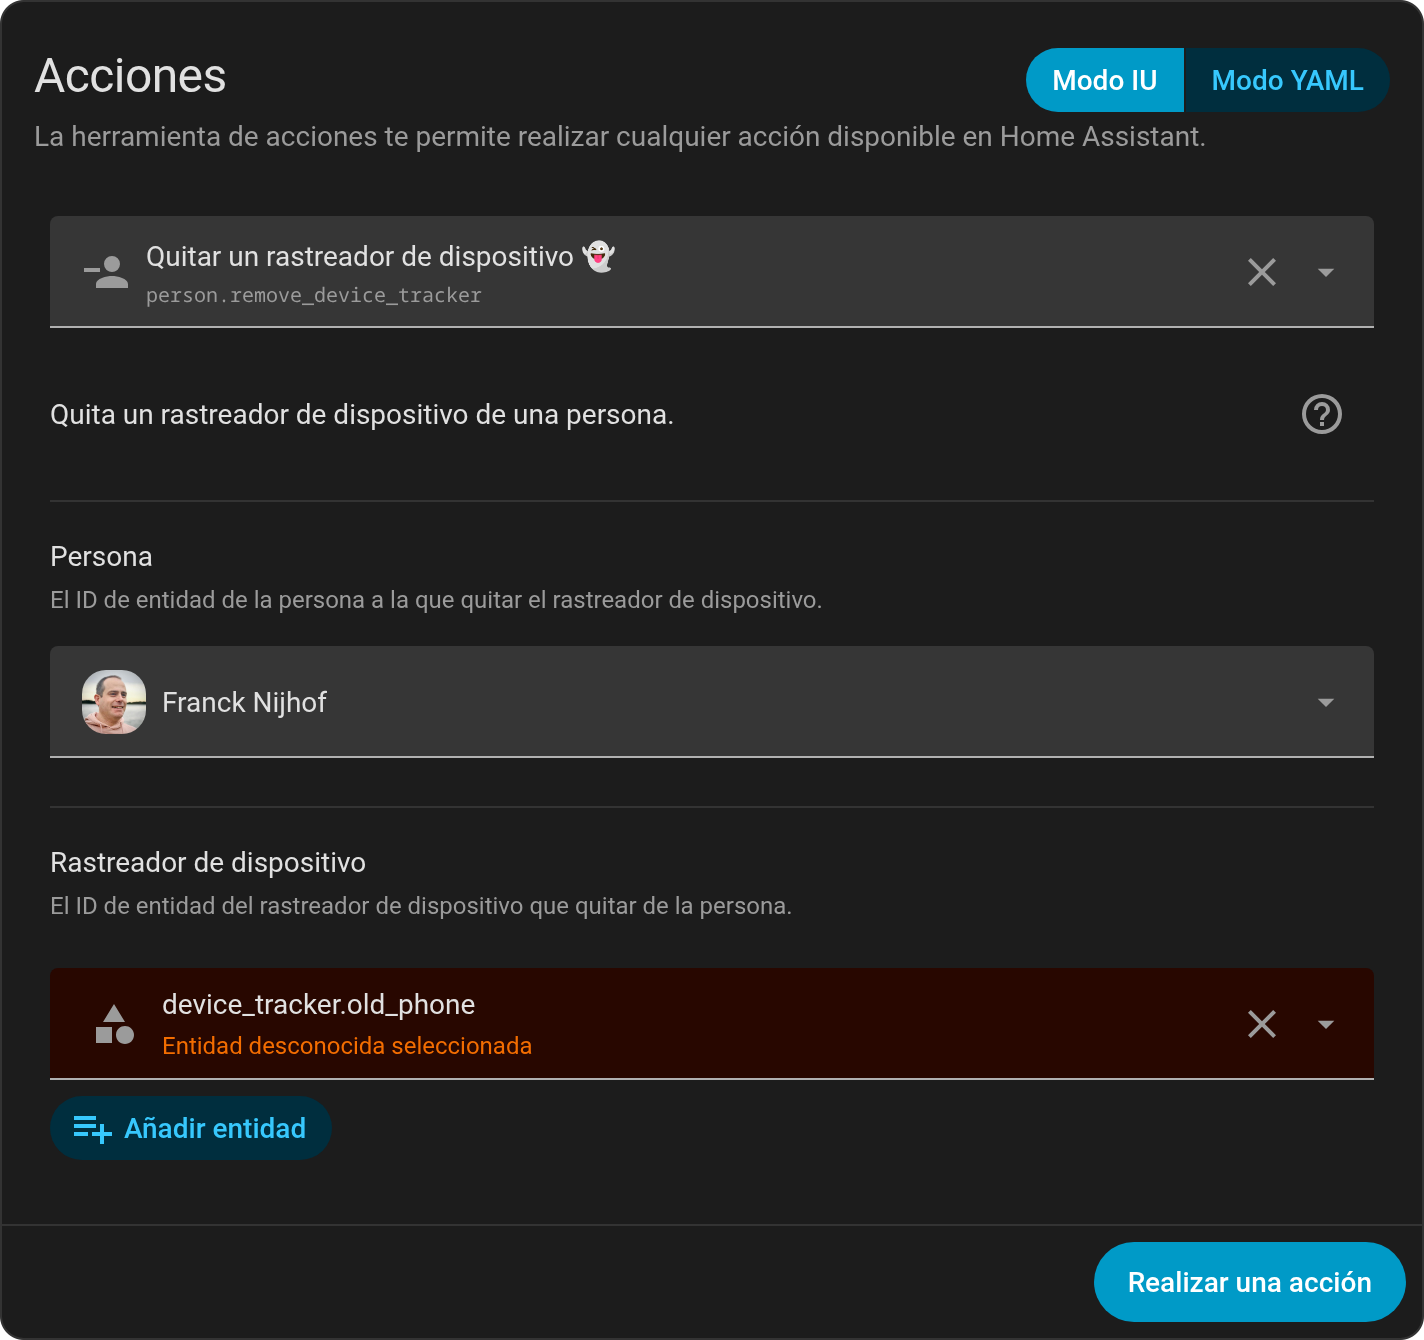 Acciones
Modo IU
Modo YAML
La herramienta de acciones te permite realizar cualquier acción disponible en Home Assistant.
Quitar un rastreador de dispositivo 👻
person.remove_device_tracker
Quita un rastreador de dispositivo de una persona.
Persona
El ID de entidad de la persona a la que quitar el rastreador de dispositivo.
Franck Nijhof
Rastreador de dispositivo
El ID de entidad del rastreador de dispositivo que quitar de la persona.
device_tracker.old_phone
Entidad desconocida seleccionada
Añadir entidad
Realizar una acción